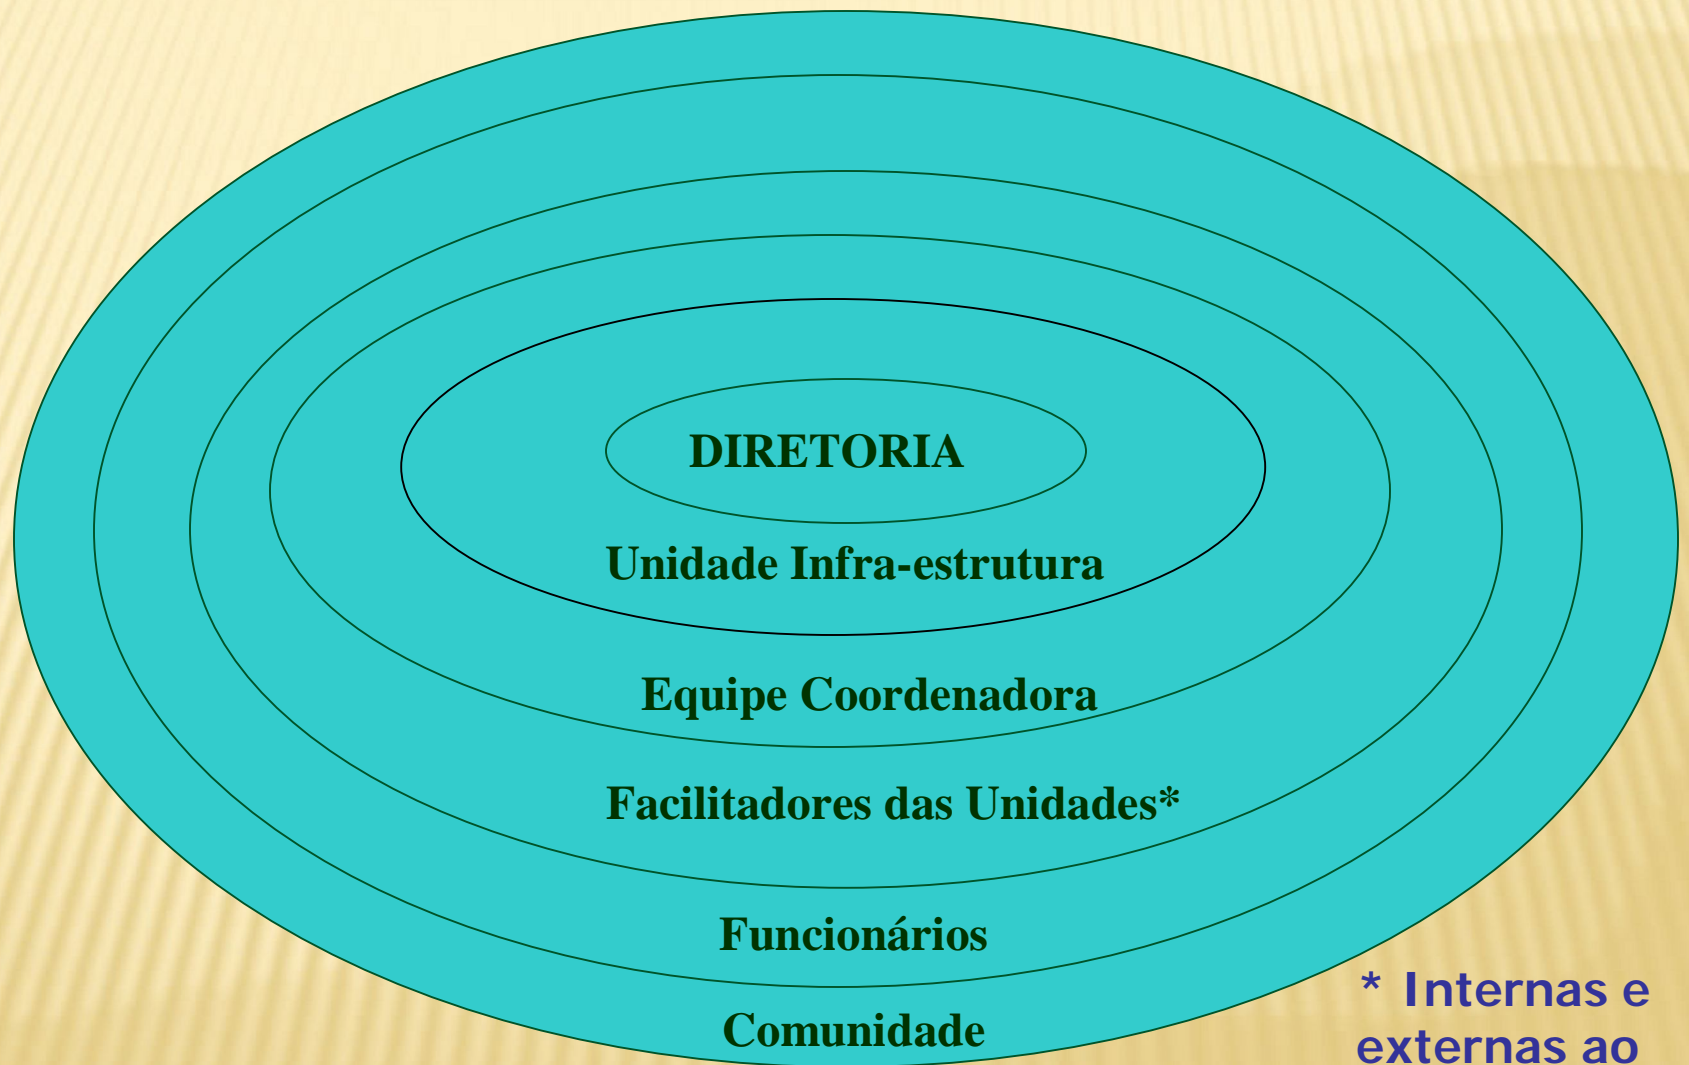 DIRETORIA
Unidade Infra-estrutura
Equipe Coordenadora
Facilitadores das Unidades*
Funcionários
Comunidade
* Internas e
externas ao